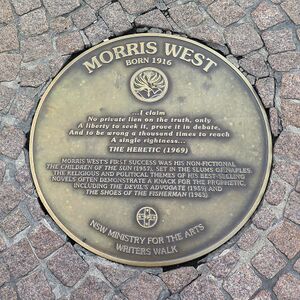 MORRIS WEST
BORN 1916
...I claim
No private lien on the truth, only
A liberty to seek it, prove it in debate,
And to be wrong a thousand times to reach
A single rightness...
THE HERETIC (1969)
MORRIS WEST'S FIRST SUCCESS WAS HIS NON-FICTIONAL
THE CHILDREN OF THE SUN (1957), SET IN THE SLUMS OF NAPLES.
THE RELIGIOUS AND POLITICAL THEMES OF HIS BEST-SELLING
NOVELS OFTEN DEMONSTRATE A KNACK FOR THE PROPHETIC,
INCLUDING THE DEVIL'S ADVOCATE (1959) AND
THE SHOES OF THE FISHERMAN (1963).
NSW MINISTRY FOR THE ARTS
WRITERS WALK